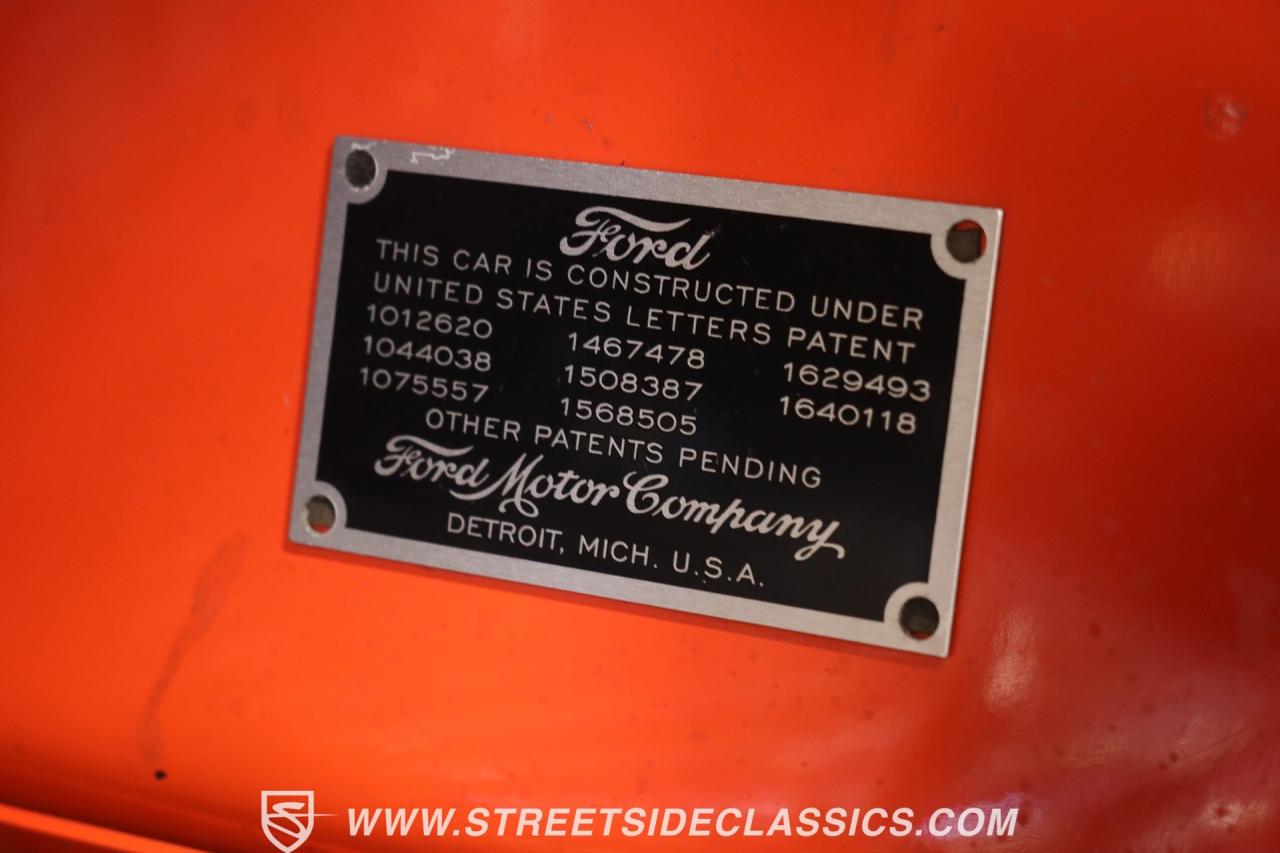 Ford
THIS CAR IS CONSTRUCTED UNDER
UNITED STATES LETTERS PATENT
1012620 1467478 1629493
1044038 1508387 1640118
1075557 1568505
OTHER PATENTS PENDING
Ford Motor Company
DETROIT, MICH. U.S.A.
WWW.STREETSIDECLASSICS.COM